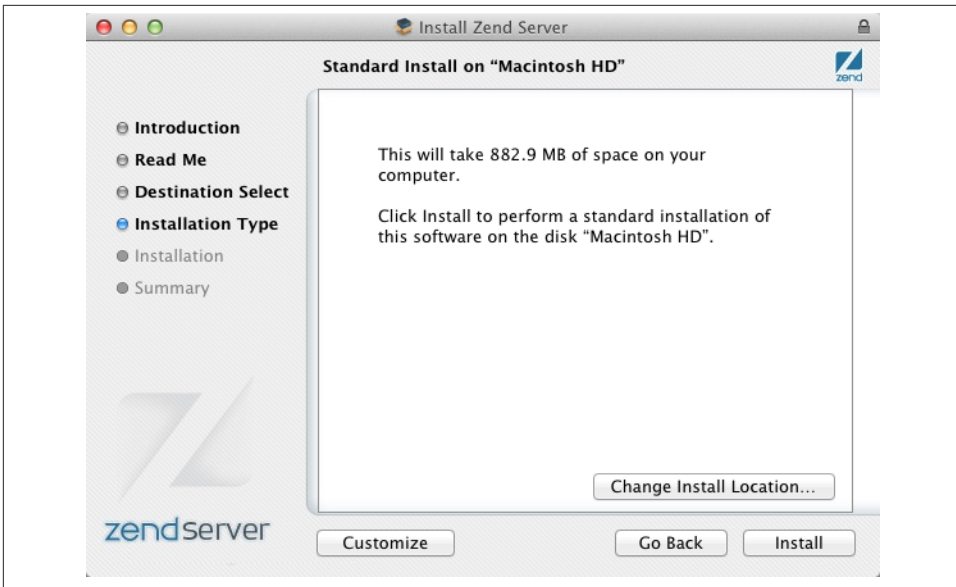 Install Zend Server
Standard Install on “Macintosh HD”
zend
Introduction
Read Me
Destination Select
Installation Type
Installation
Summary
This will take 882.9 MB of space on your
computer.
Click Install to perform a standard installation of
this software on the disk “Macintosh HD”.
Change Install Location...
zendserver
Customize
Go Back
Install